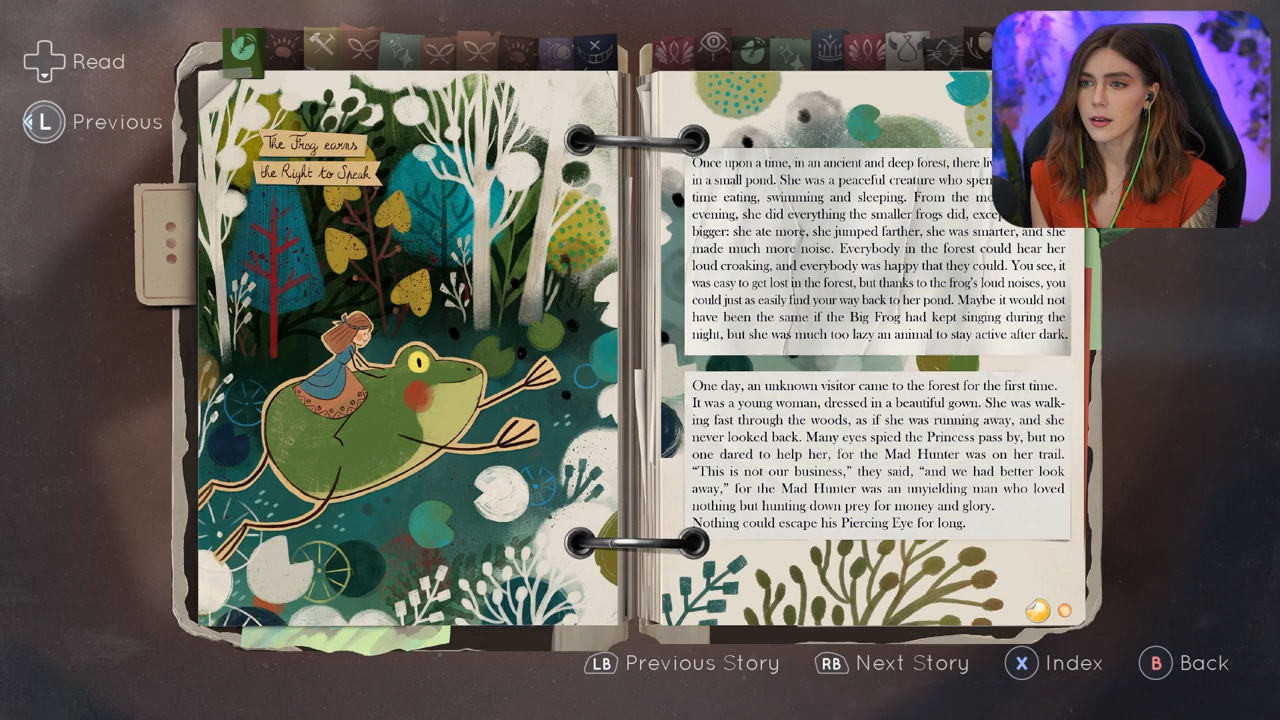 Read
L Previous
The Frog earns
the Right to Speak
Once upon a time, in an ancient and deep forest, there
in a small pond. She was a peaceful creature who
time eating, swimming and sleeping. From the
evening, she did everything the smaller frogs did,
bigger: she ate more, she jumped farther, she was smarter, and she
made much more noise. Everybody in the forest could hear her
loud croaking, and everybody was happy that they could. You see, it
was easy to get lost in the forest, but thanks to the frog's loud noises, you
could just as easily find your way back to her pond. Maybe it would not
have been the same if the Big Frog had kept singing during the
night, but she was much too lazy an animal to stay active after dark.
One day, an unknown visitor came to the forest for the first time.
It was a young woman, dressed in a beautiful gown. She was walk-
ing fast through the woods, as if she was running away, and she
never looked back. Many eyes spied the Princess pass by, but no
one dared to help her, for the Mad Hunter was on her trail.
“This is not our business,” they said, “and we had better look
away,” for the Mad Hunter was an unyielding man who loved
nothing but hunting down prey for money and glory.
Nothing could escape his Piercing Eye for long.
LB Previous Story RB Next Story X Index B Back